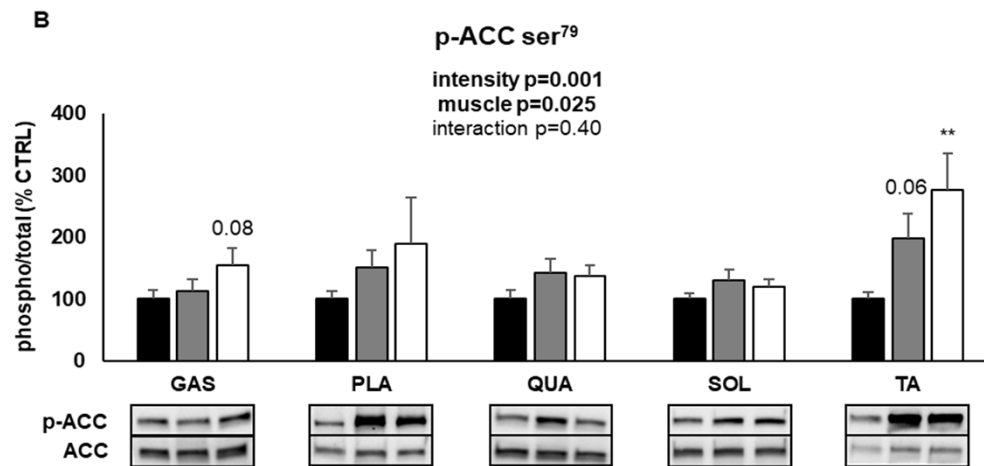 B
p-ACC ser⁷⁹
intensity p=0.001
muscle p=0.025
interaction p=0.40
phospho/total (% CTRL)
400
300
200
100
0
0.08
0.06
**
GAS PLA QUA SOL TA
p-ACC
ACC